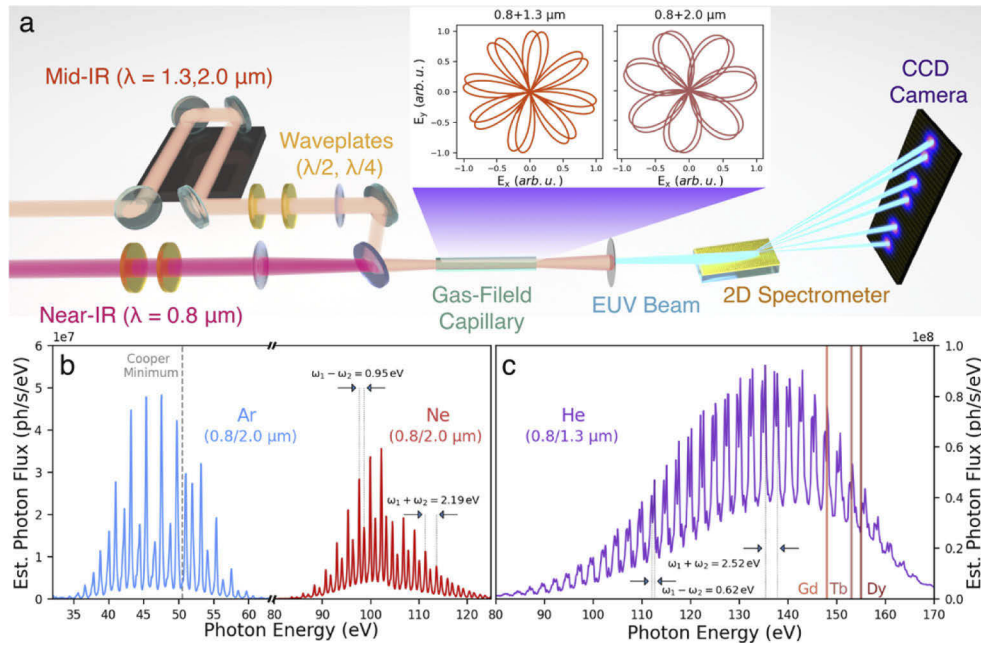 a
0.8+1.3 μm
0.8+2.0 μm
Mid-IR (λ = 1.3,2.0 μm)
Waveplates
(λ/2, λ/4)
CCD
Camera
1.0
0.5
0.0
-0.5
-1.0
E_y (arb. u.)
-1.0 -0.5 0.0 0.5 1.0
-1.0 -0.5 0.0 0.5 1.0
E_x (arb. u.)
E_x (arb. u.)
Near-IR (λ = 0.8 μm)
Gas-Fileld
Capillary
EUV Beam
2D Spectrometer
1e7
1e8
b
Cooper
Minimum
Ar
(0.8/2.0 μm)
ω₁ − ω₂ = 0.95 eV
Ne
(0.8/2.0 μm)
ω₁ + ω₂ = 2.19 eV
Est. Photon Flux (ph/s/eV)
6
5
4
3
2
1
0
35 40 45 50 55 60 80 90 100 110 120
Photon Energy (eV)
c
He
(0.8/1.3 μm)
ω₁ + ω₂ = 2.52 eV
ω₁ − ω₂ = 0.62 eV
Gd Tb Dy
1.0
0.8
0.6
0.4
0.2
0.0
Est. Photon Flux (ph/s/eV)
80 90 100 110 120 130 140 150 160 170
Photon Energy (eV)